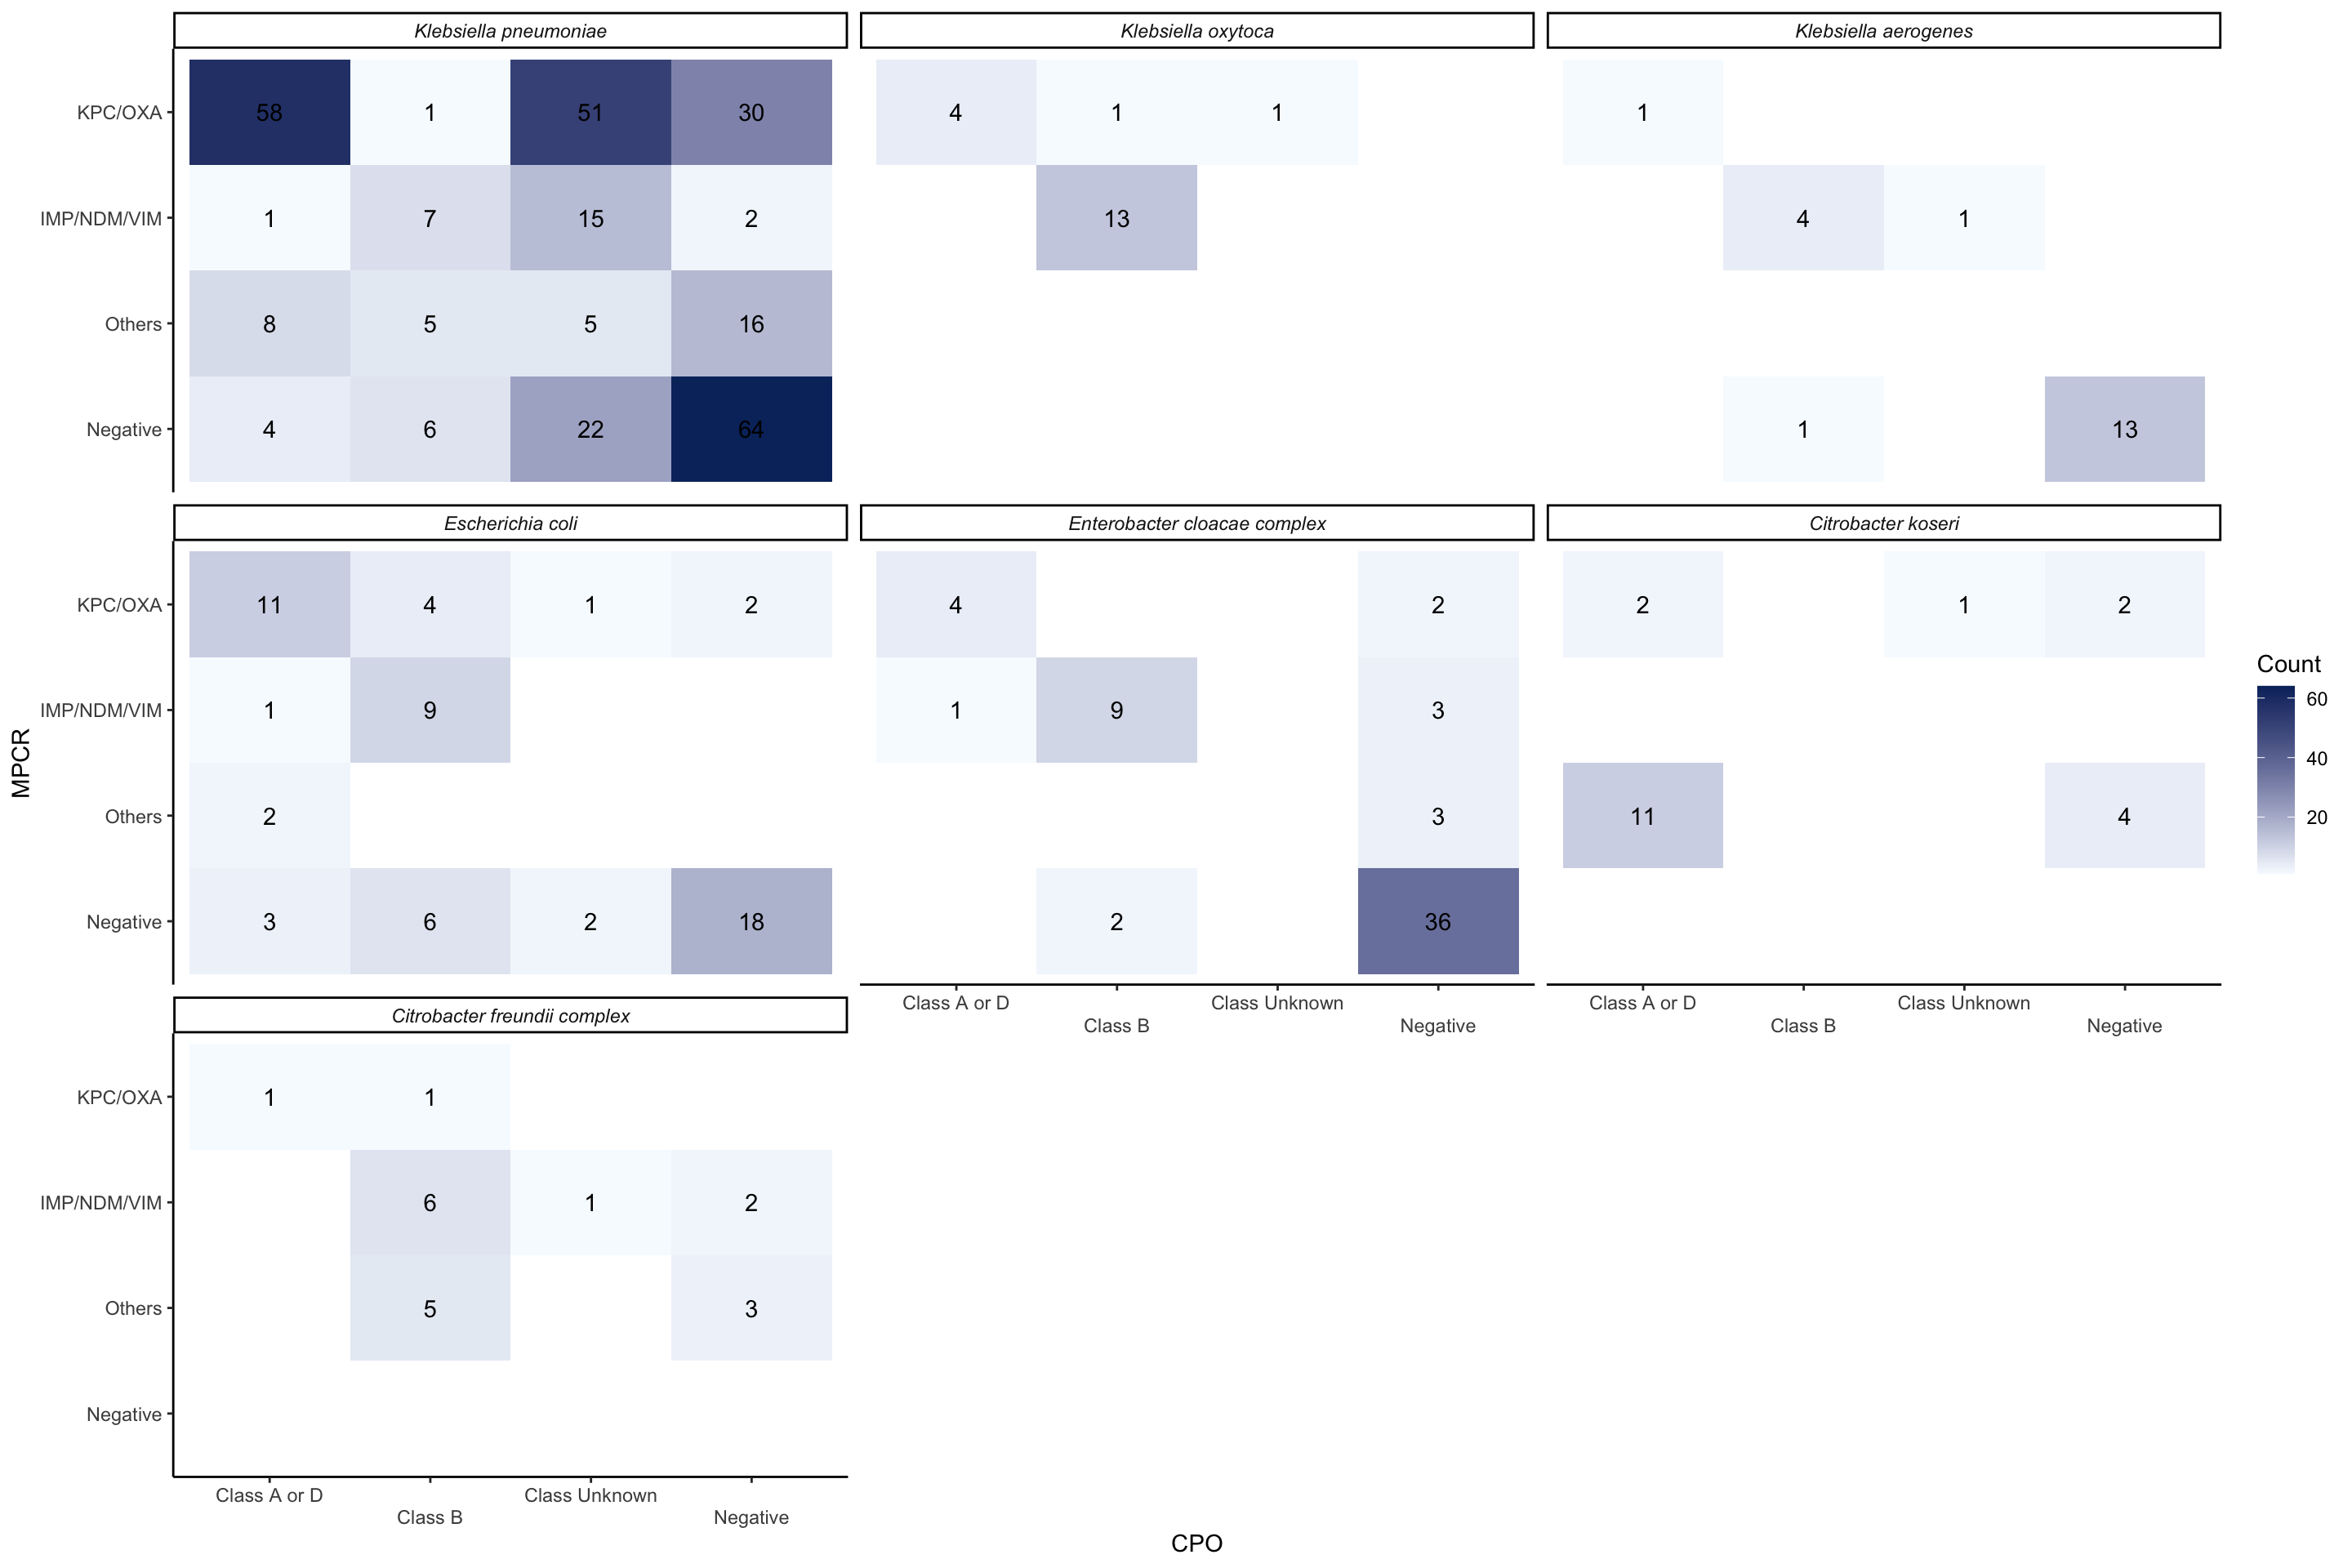 Klebsiella pneumoniae
Klebsiella oxytoca
Klebsiella aerogenes
KPC/OXA
58 1 51 30
4 1 1
1
IMP/NDM/VIM
1 7 15 2
13
4 1
Others
8 5 5 16
Negative
4 6 22 64
1 13
Escherichia coli
Enterobacter cloacae complex
Citrobacter koseri
KPC/OXA
11 4 1 2
4 2
2 1 2
IMP/NDM/VIM
1 9
1 9 3
Others
2
3
11 4
Negative
3 6 2 18
2 36
Class A or D
Class B
Class Unknown
Negative
Class A or D
Class B
Class Unknown
Negative
Citrobacter freundii complex
KPC/OXA
1 1
IMP/NDM/VIM
6 1 2
Others
5 3
Negative
Class A or D
Class B
Class Unknown
Negative
CPO
MPCR
Count
60
40
20